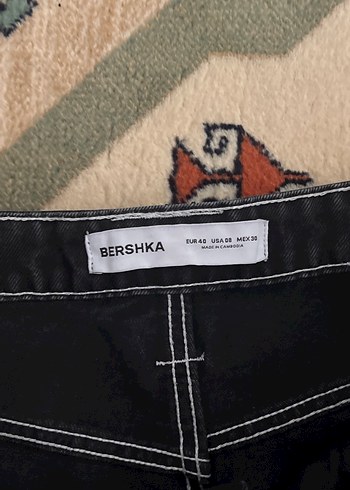 BERSHKA
EUR 40 USA 08 MEX 30
MADE IN CAMBODIA